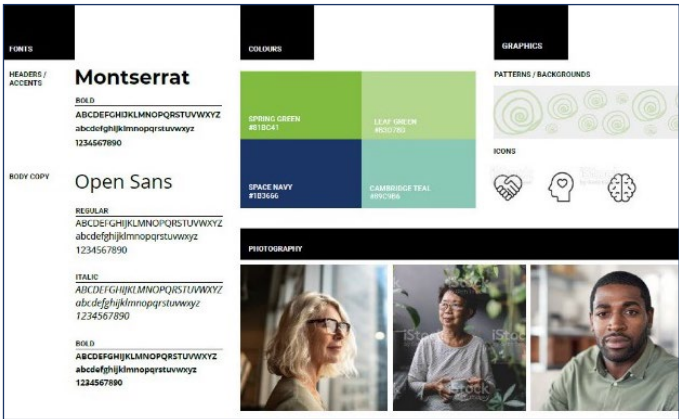 FONTS
HEADERS /
ACCENTS
Montserrat
BOLD
ABCDEFGHIJKLMNOPQRSTUVWXYZ
abcdefghijklmnopqrstuvwxyz
1234567890
BODY COPY
Open Sans
REGULAR
ABCDEFGHIJKLMNOPQRSTUVWXYZ
abcdefghijklmnopqrstuvwxyz
1234567890
ITALIC
ABCDEFGHIJKLMNOPQRSTUVWXYZ
abcdefghijklmnopqrstuvwxyz
1234567890
BOLD
ABCDEFGHIJKLMNOPQRSTUVWXYZ
abcdefghijklmnopqrstuvwxyz
1234567890
COLOURS
SPRING GREEN
#81BC41
LEAF GREEN
SPACE NAVY
#1B3666
CAMBRIDGE TEAL
GRAPHICS
PATTERNS / BACKGROUNDS
ICONS
PHOTOGRAPHY
iStock
iStock